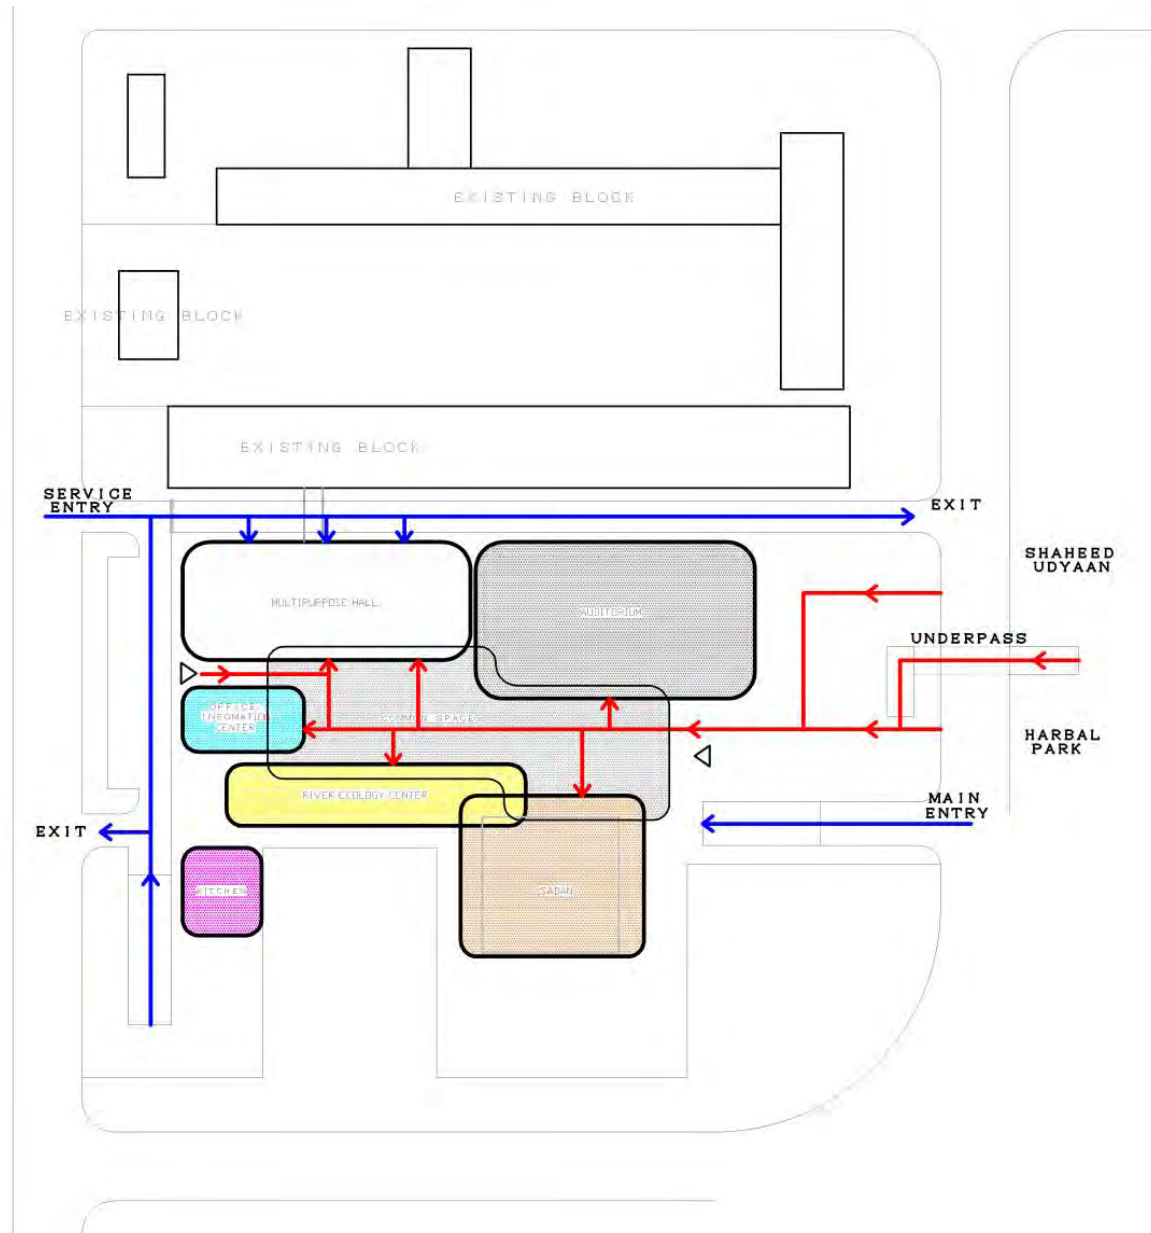 EXISTING BLOCK
EXISTING BLOCK
EXISTING BLOCK
SERVICE
ENTRY
EXIT
SHAHEED
UDYAAN
MULTIPURPOSE HALL
AUDITORIUM
UNDERPASS
OFFICE
INFOMATION
CENTER
COMMON SPACE
HARBAL
PARK
RIVER ECOLOGY CENTER
MAIN
ENTRY
EXIT
KITCHEN
SADAN